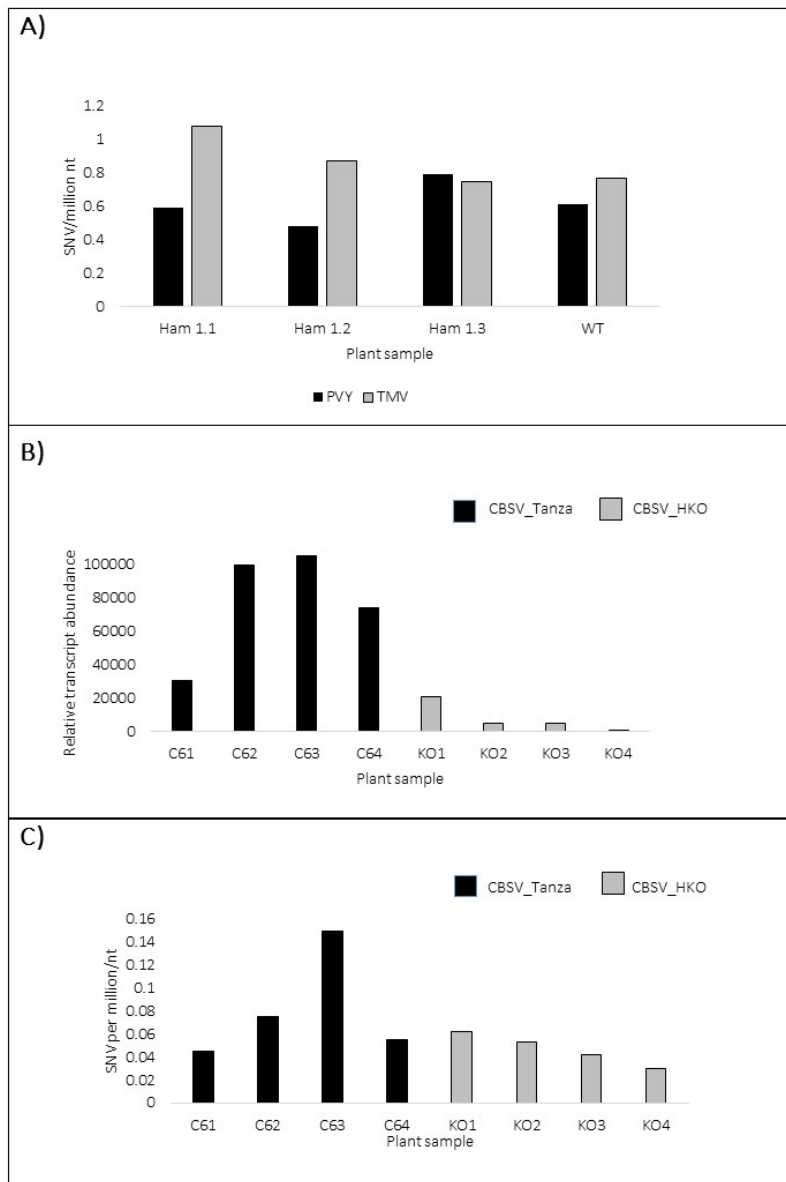 A)
SNV/million nt
1.2
1
0.8
0.6
0.4
0.2
0
Ham 1.1 Ham 1.2 Ham 1.3 WT
Plant sample
PVY TMV
B)
CBSV_Tanza CBSV_HKO
Relative transcript abundance
100000
80000
60000
40000
20000
0
C61 C62 C63 C64 KO1 KO2 KO3 KO4
Plant sample
C)
CBSV_Tanza CBSV_HKO
SNV per million/nt
0.16
0.14
0.12
0.1
0.08
0.06
0.04
0.02
0
C61 C62 C63 C64 KO1 KO2 KO3 KO4
Plant sample